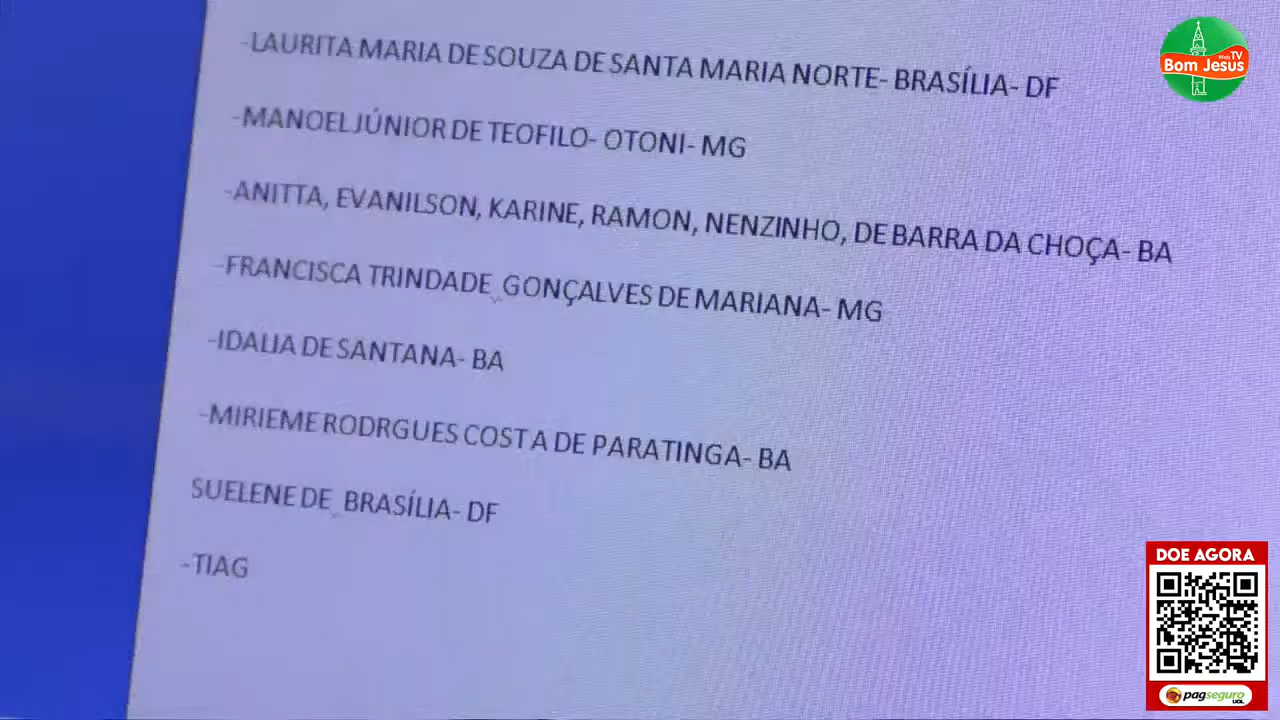 -LAURITA MARIA DE SOUZA DE SANTA MARIA NORTE- BRASÍLIA- DF
-MANOEL JÚNIOR DE TEOFILO- OTONI- MG
-ANITTA, EVANILSON, KARINE, RAMON, NENZINHO, DE BARRA DA CHOÇA- BA
-FRANCISCA TRINDADE GONÇALVES DE MARIANA- MG
-IDALIA DE SANTANA- BA
-MIRIEME RODRGUES COSTA DE PARATINGA- BA
SUELENE DE BRASÍLIA- DF
-TIAG
Web TV
Bom Jesus
DOE AGORA
pagseguro
UOL